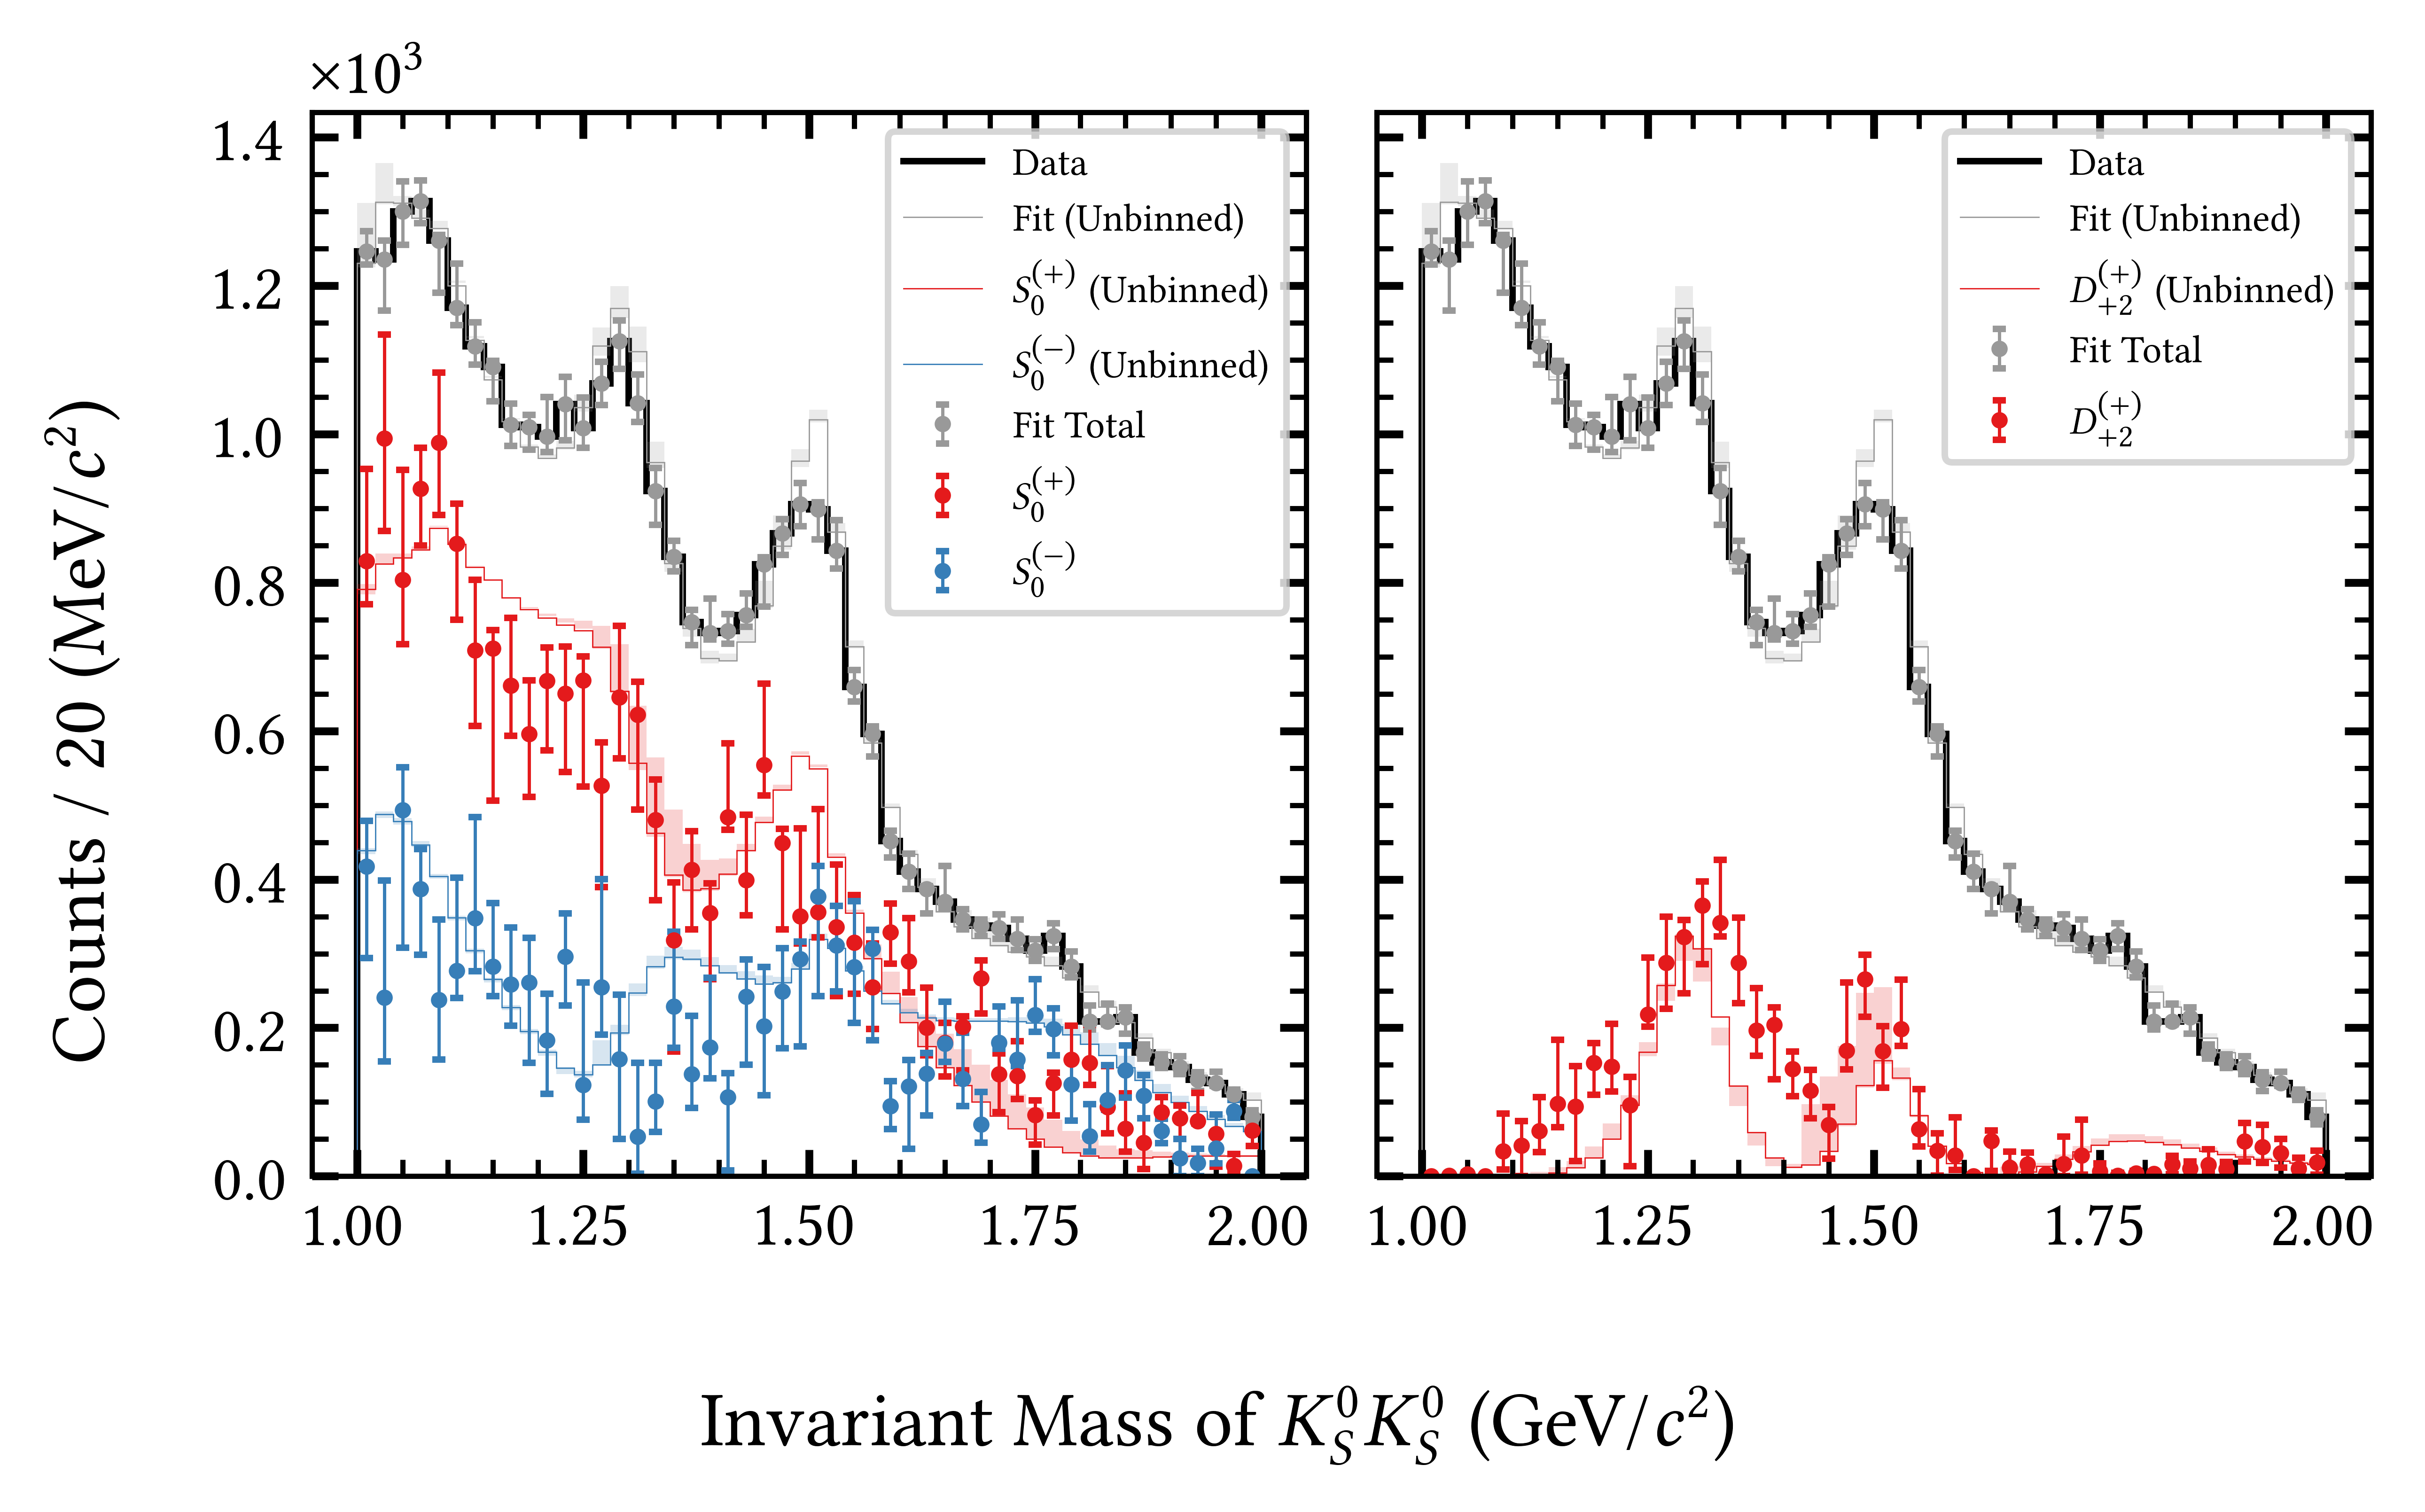 ×10³
Counts / 20 (MeV/c²)
1.4
1.2
1.0
0.8
0.6
0.4
0.2
0.0
Data
Fit (Unbinned)
S₀⁽⁺⁾ (Unbinned)
S₀⁽⁻⁾ (Unbinned)
Fit Total
S₀⁽⁺⁾
S₀⁽⁻⁾
1.00 1.25 1.50 1.75 2.00
Data
Fit (Unbinned)
D₊₂⁽⁺⁾ (Unbinned)
Fit Total
D₊₂⁽⁺⁾
1.00 1.25 1.50 1.75 2.00
Invariant Mass of K_S⁰K_S⁰ (GeV/c²)